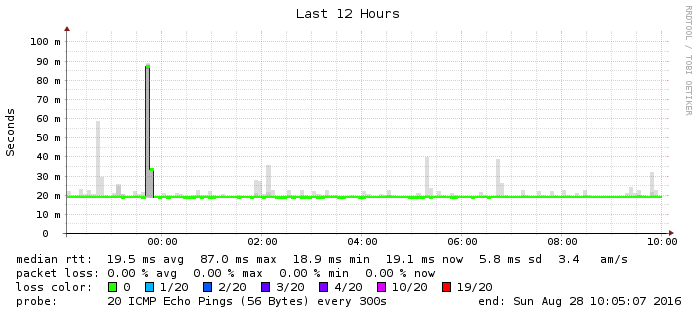 Last 12 Hours
RRDTOOL / TOBI OETIKER
Seconds
100 m
90 m
80 m
70 m
60 m
50 m
40 m
30 m
20 m
10 m
0
00:00 02:00 04:00 06:00 08:00 10:00
median rtt: 19.5 ms avg 87.0 ms max 18.9 ms min 19.1 ms now 5.8 ms sd 3.4 am/s
packet loss: 0.00 % avg 0.00 % max 0.00 % min 0.00 % now
loss color: 0 1/20 2/20 3/20 4/20 10/20 19/20
probe: 20 ICMP Echo Pings (56 Bytes) every 300s end: Sun Aug 28 10:05:07 2016